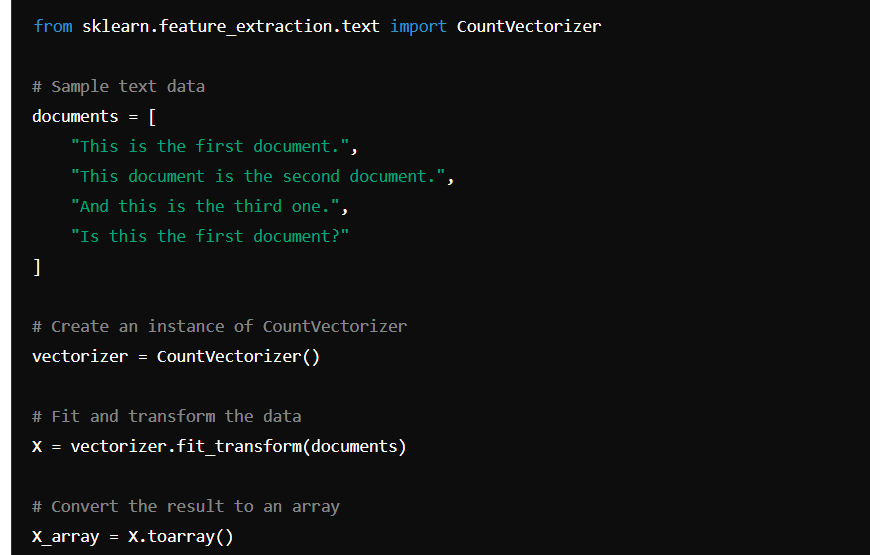 from sklearn.feature_extraction.text import CountVectorizer
# Sample text data
documents = [
"This is the first document.",
"This document is the second document.",
"And this is the third one.",
"Is this the first document?"
]
# Create an instance of CountVectorizer
vectorizer = CountVectorizer()
# Fit and transform the data
X = vectorizer.fit_transform(documents)
# Convert the result to an array
X_array = X.toarray()